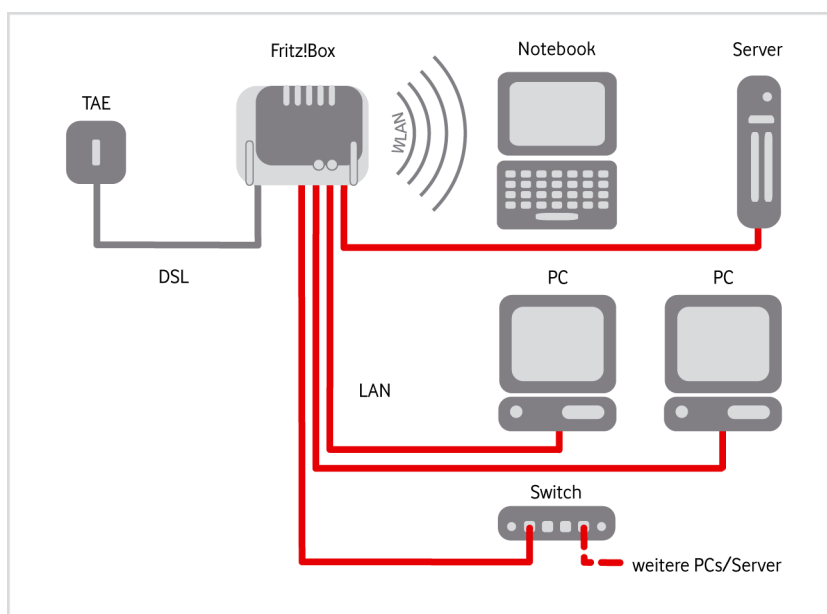 Fritz!Box
Notebook
Server
TAE
WLAN
DSL
PC
PC
LAN
Switch
weitere PCs/Server